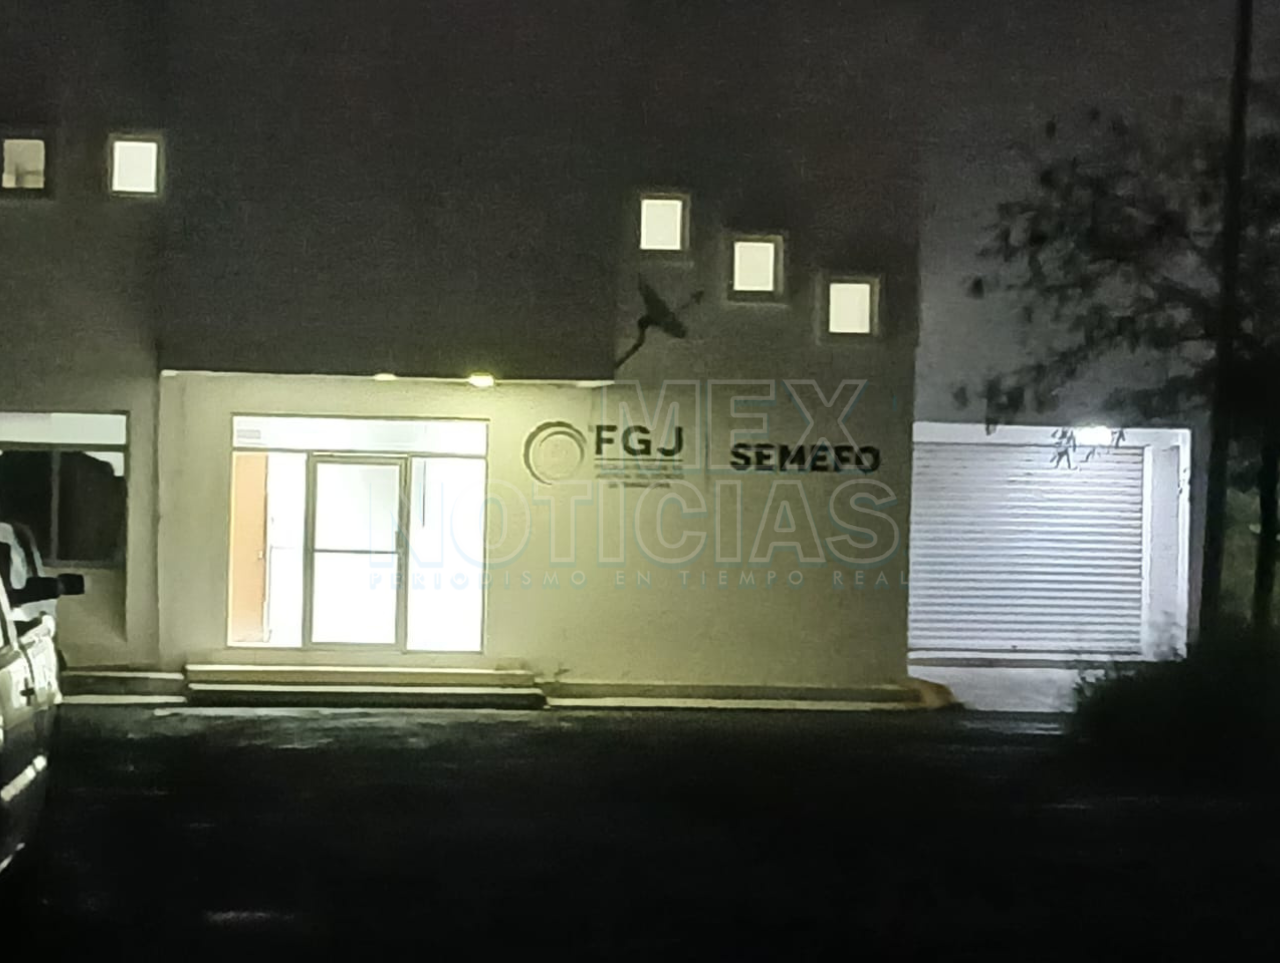 FGJ
SEMEFO
MEX
NOTICIAS
PERIODISMO EN TIEMPO REAL